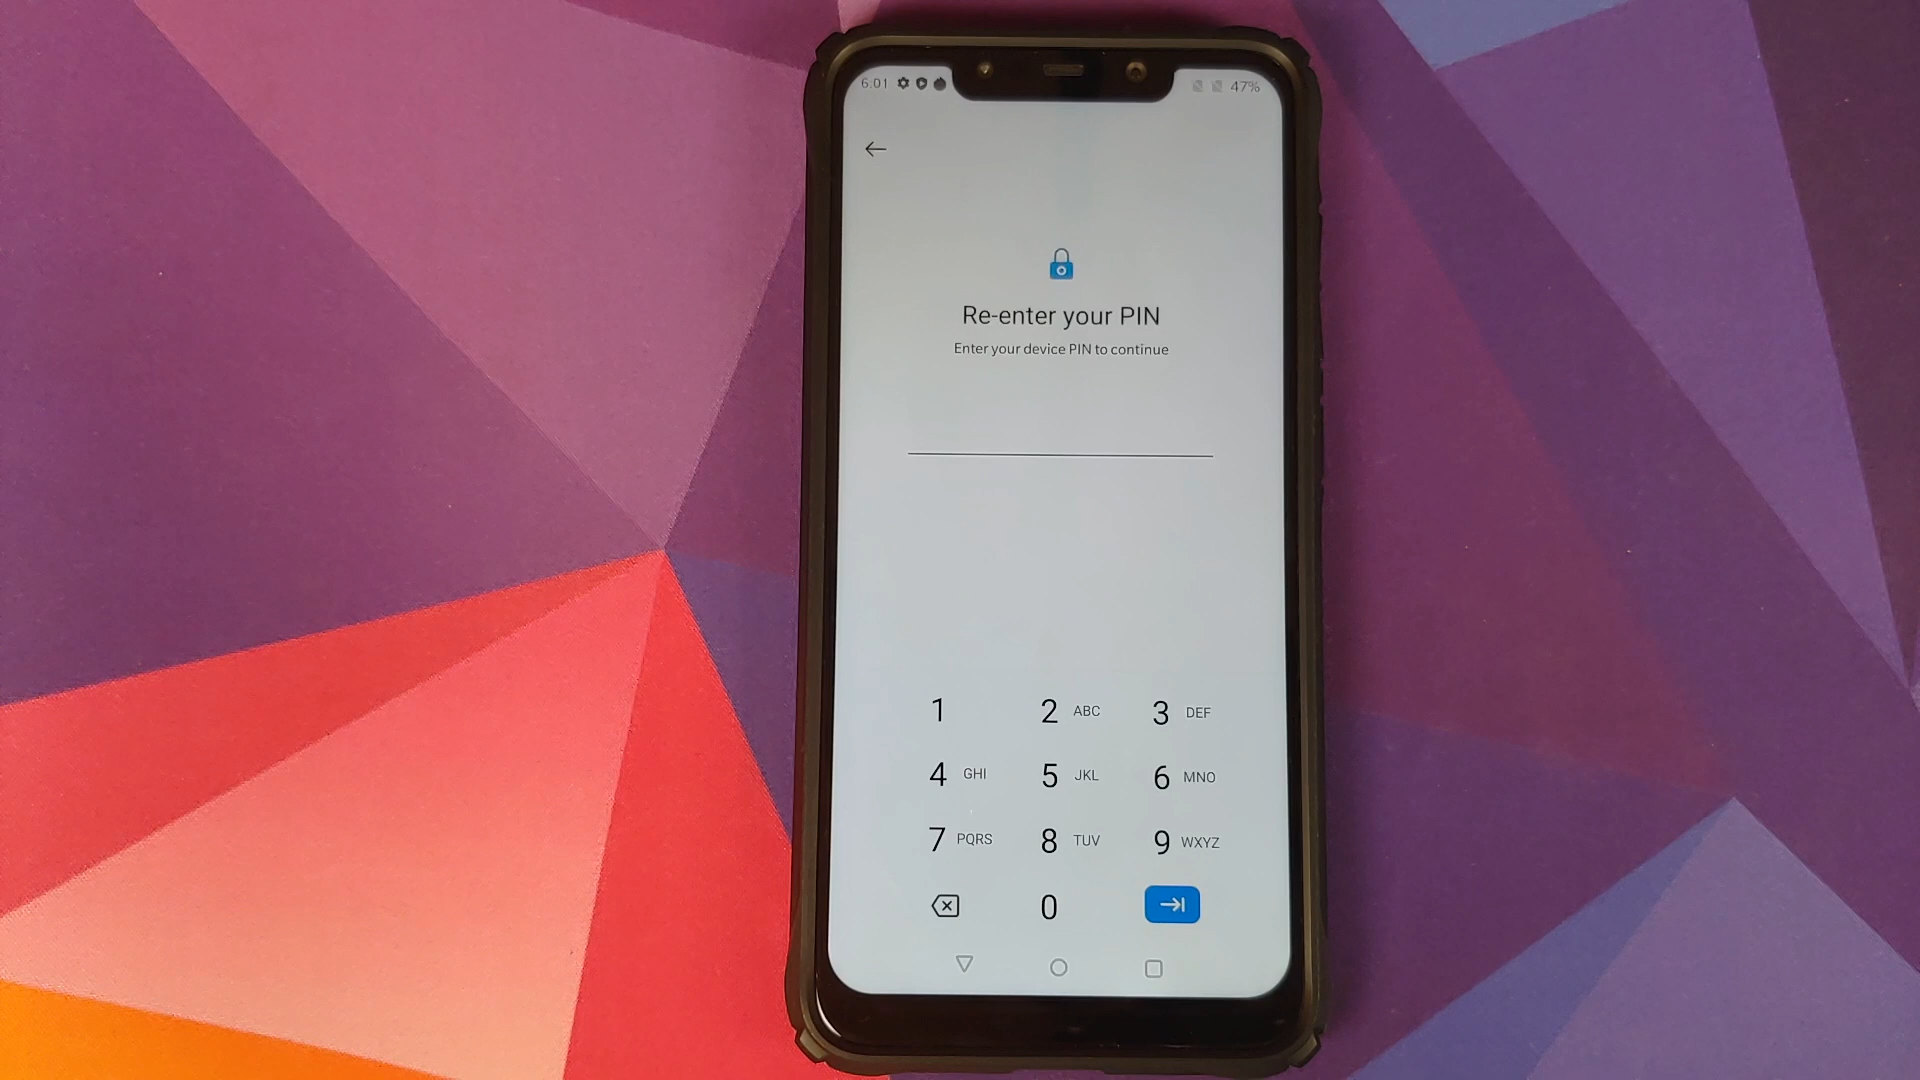 6:01 47%
Re-enter your PIN
Enter your device PIN to continue
1 2 ABC 3 DEF
4 GHI 5 JKL 6 MNO
7 PQRS 8 TUV 9 WXYZ
0